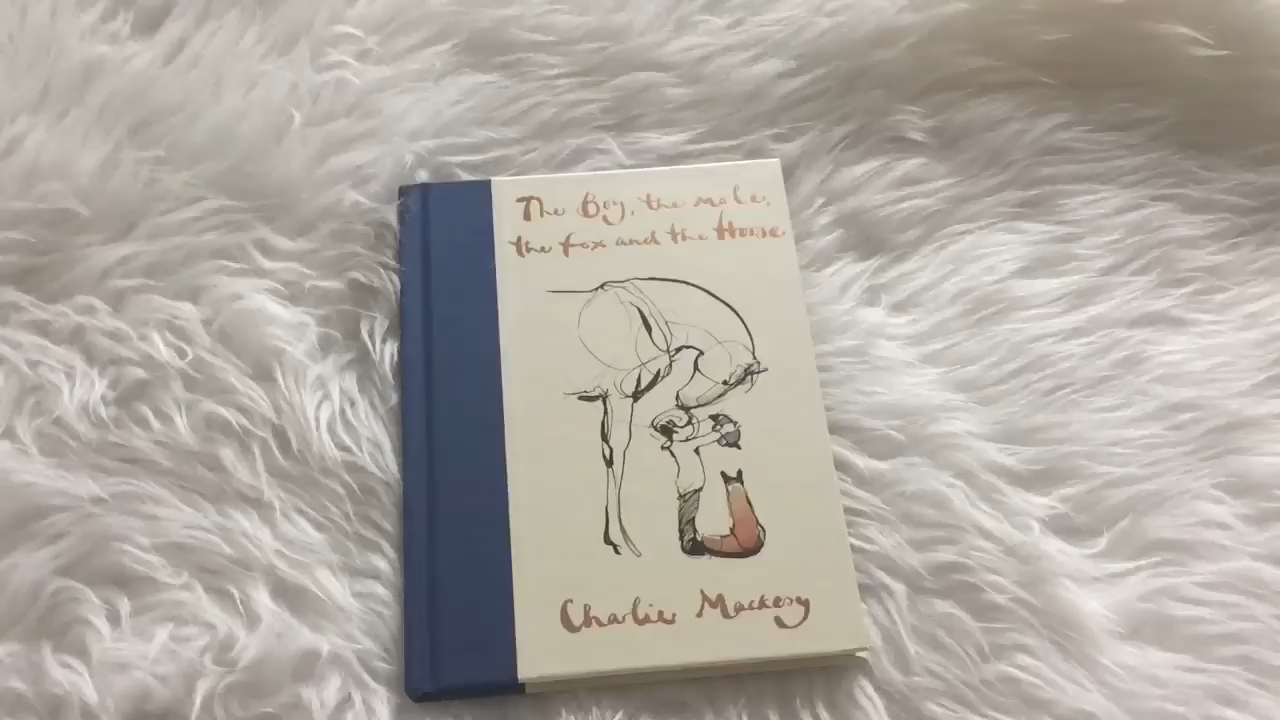 The Boy, the mole,
the fox and the Horse
Charlie Mackesy